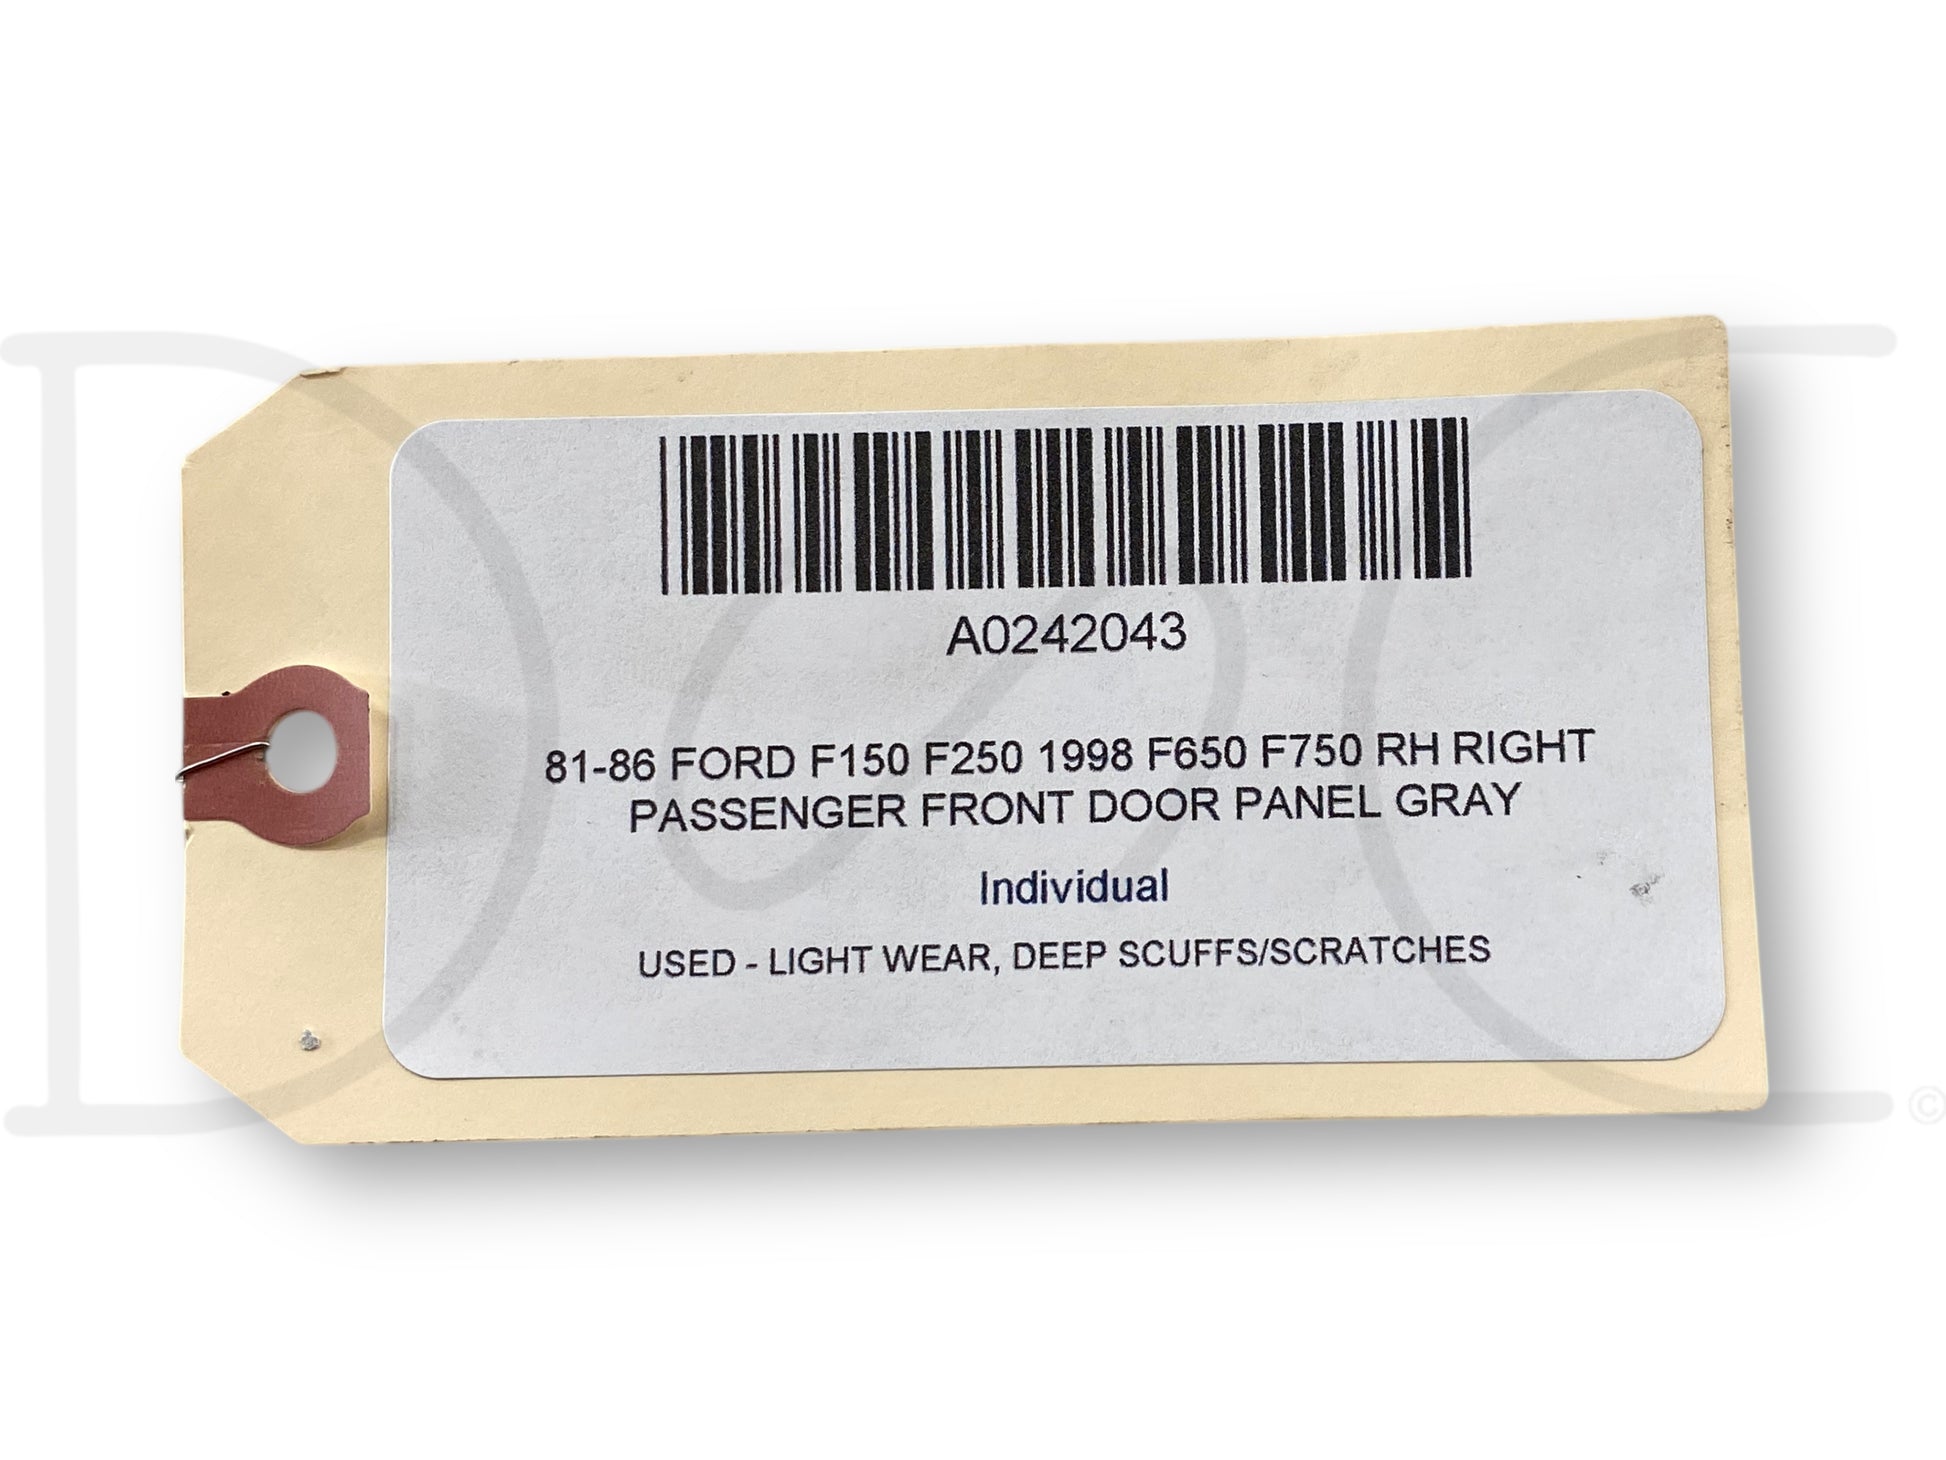 A0242043
81-86 FORD F150 F250 1998 F650 F750 RH RIGHT
PASSENGER FRONT DOOR PANEL GRAY
Individual
USED - LIGHT WEAR, DEEP SCUFFS/SCRATCHES
©